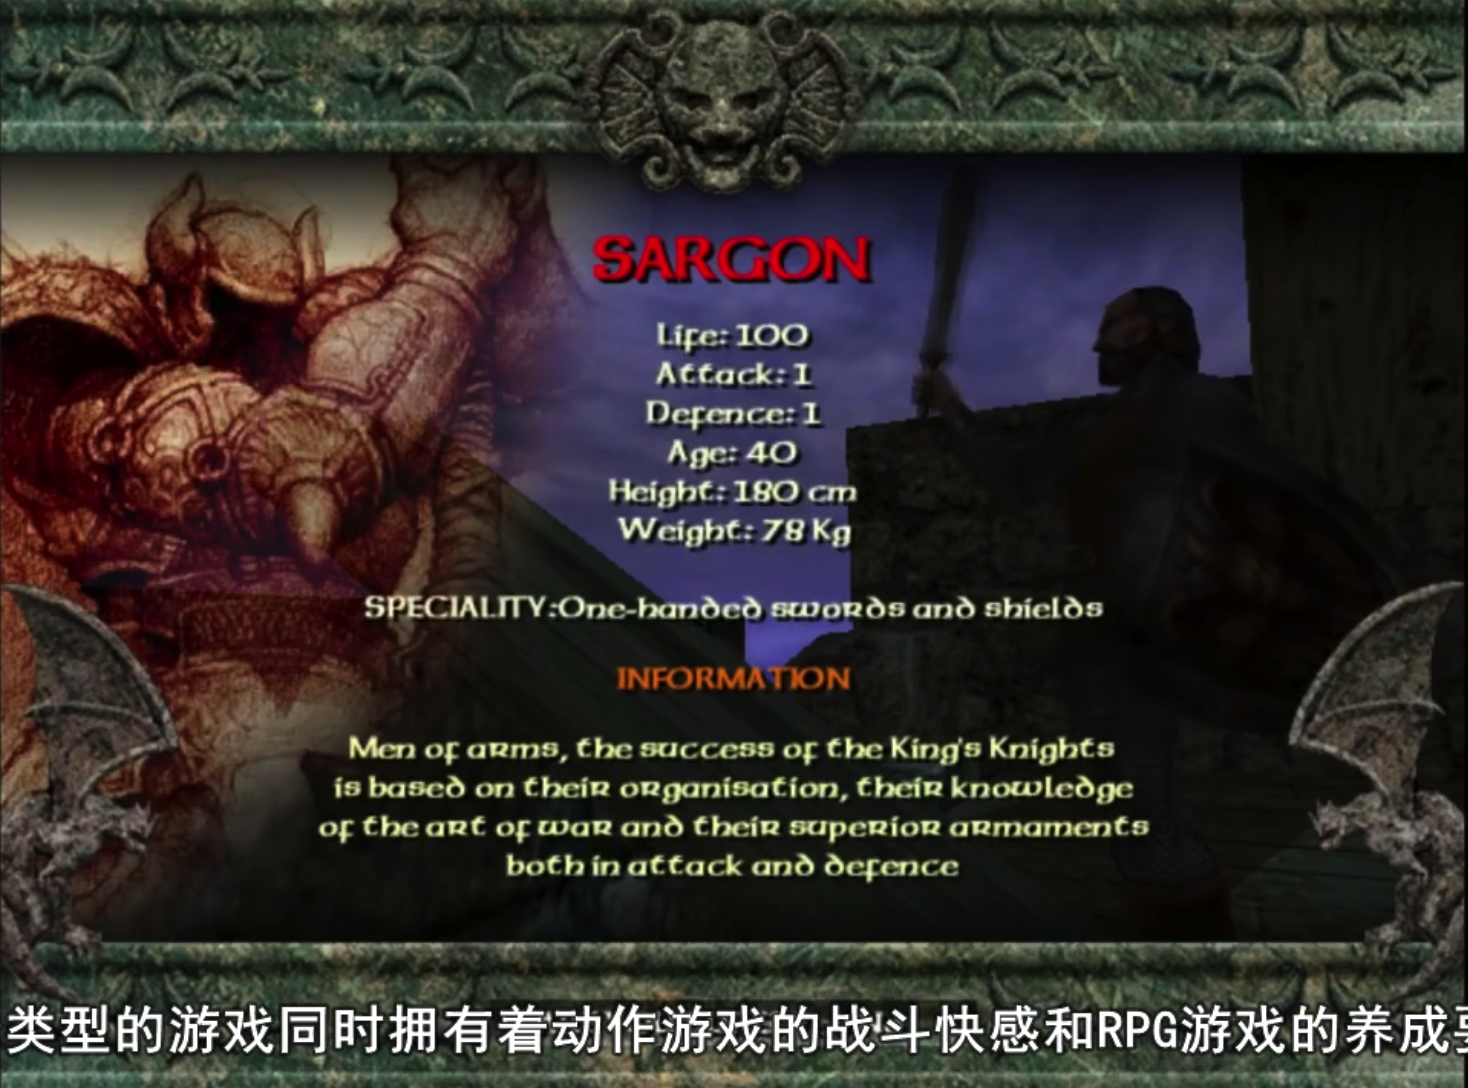 SARGON
Life: 100
Attack: 1
Defence: 1
Age: 40
Height: 180 cm
Weight: 78 Kg
SPECIALITY:One-handed swords and shields
INFORMATION
Men of arms, the success of the King's Knights
is based on their organisation, their knowledge
of the art of war and their superior armaments
both in attack and defence
类型的游戏同时拥有着动作游戏的战斗快感和RPG游戏的养成